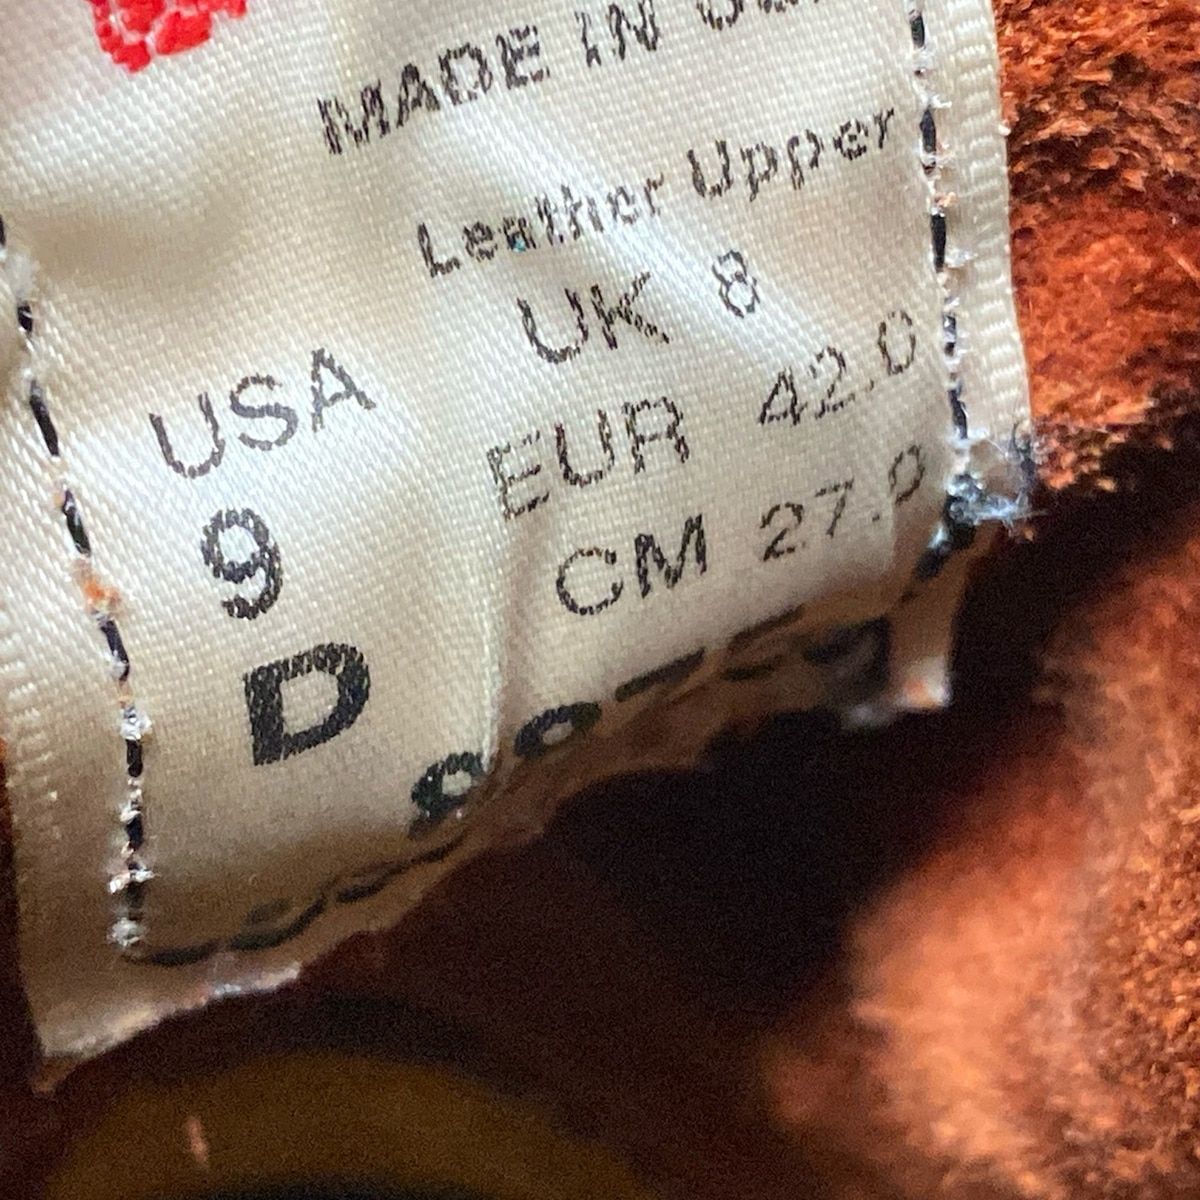 MADE IN
Leather Upper
USA
9
D
UK 8
EUR 42.0
CM 27.0